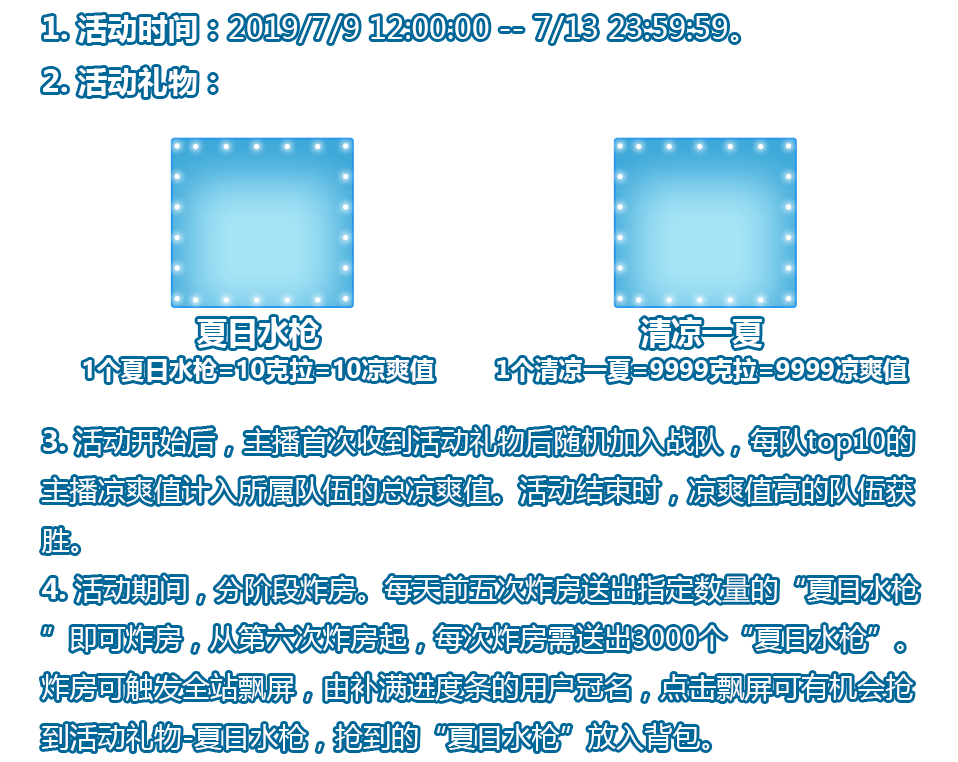 1. 活动时间：2019/7/9 12:00:00 -- 7/13 23:59:59。
2. 活动礼物：
夏日水枪
清凉一夏
1个夏日水枪=10克拉=10凉爽值
1个清凉一夏=9999克拉=9999凉爽值
3. 活动开始后，主播首次收到活动礼物后随机加入战队，每队top10的
主播凉爽值计入所属队伍的总凉爽值。活动结束时，凉爽值高的队伍获
胜。
4. 活动期间，分阶段炸房。每天前五次炸房送出指定数量的“夏日水枪
”即可炸房，从第六次炸房起，每次炸房需送出3000个“夏日水枪”。
炸房可触发全站飘屏，由补满进度条的用户冠名，点击飘屏可有机会抢
到活动礼物-夏日水枪，抢到的“夏日水枪”放入背包。